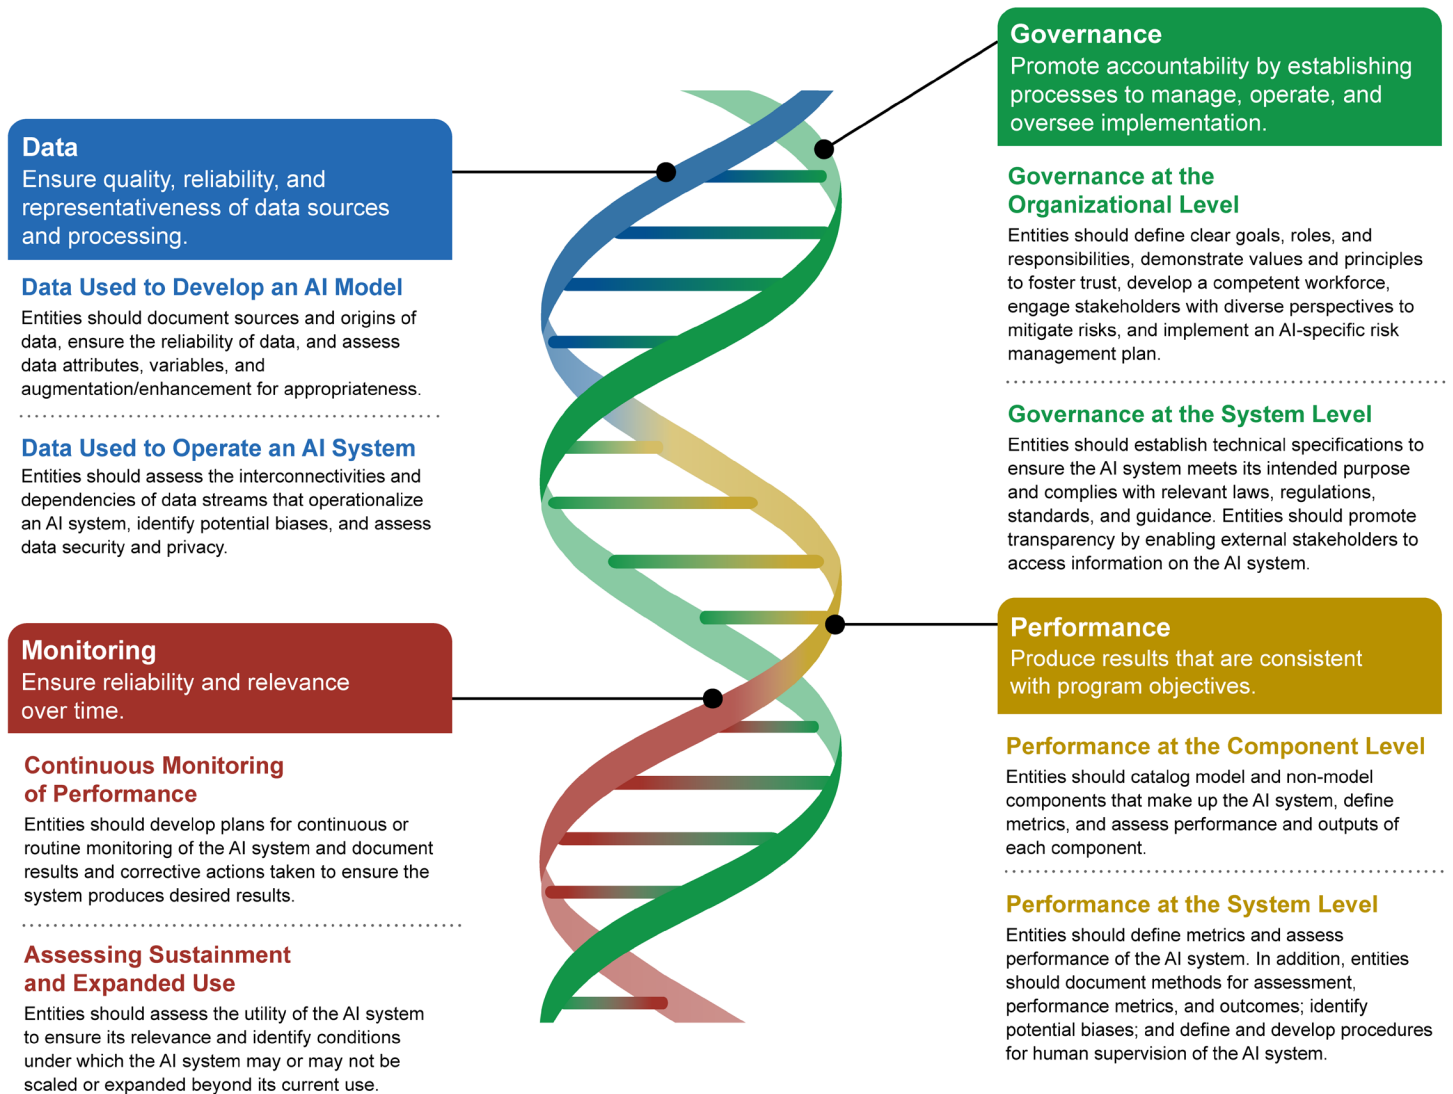 Data
Ensure quality, reliability, and
representativeness of data sources
and processing.
Data Used to Develop an AI Model
Entities should document sources and origins of
data, ensure the reliability of data, and assess
data attributes, variables, and
augmentation/enhancement for appropriateness.
Data Used to Operate an AI System
Entities should assess the interconnectivities and
dependencies of data streams that operationalize
an AI system, identify potential biases, and assess
data security and privacy.
Monitoring
Ensure reliability and relevance
over time.
Continuous Monitoring
of Performance
Entities should develop plans for continuous or
routine monitoring of the AI system and document
results and corrective actions taken to ensure the
system produces desired results.
Assessing Sustainment
and Expanded Use
Entities should assess the utility of the AI system
to ensure its relevance and identify conditions
under which the AI system may or may not be
scaled or expanded beyond its current use.
Governance
Promote accountability by establishing
processes to manage, operate, and
oversee implementation.
Governance at the
Organizational Level
Entities should define clear goals, roles, and
responsibilities, demonstrate values and principles
to foster trust, develop a competent workforce,
engage stakeholders with diverse perspectives to
mitigate risks, and implement an AI-specific risk
management plan.
Governance at the System Level
Entities should establish technical specifications to
ensure the AI system meets its intended purpose
and complies with relevant laws, regulations,
standards, and guidance. Entities should promote
transparency by enabling external stakeholders to
access information on the AI system.
Performance
Produce results that are consistent
with program objectives.
Performance at the Component Level
Entities should catalog model and non-model
components that make up the AI system, define
metrics, and assess performance and outputs of
each component.
Performance at the System Level
Entities should define metrics and assess
performance of the AI system. In addition, entities
should document methods for assessment,
performance metrics, and outcomes; identify
potential biases; and define and develop procedures
for human supervision of the AI system.